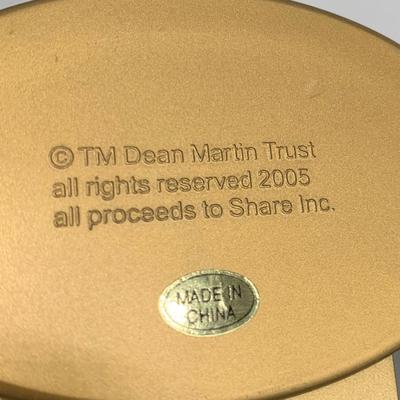 © TM Dean Martin Trust
all rights reserved 2005
all proceeds to Share Inc.
MADE IN
CHINA